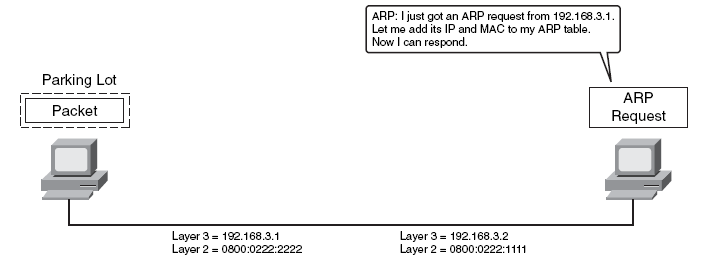 ARP: I just got an ARP request from 192.168.3.1.
Let me add its IP and MAC to my ARP table.
Now I can respond.
Parking Lot
Packet
ARP
Request
Layer 3 = 192.168.3.1
Layer 2 = 0800:0222:2222
Layer 3 = 192.168.3.2
Layer 2 = 0800:0222:1111